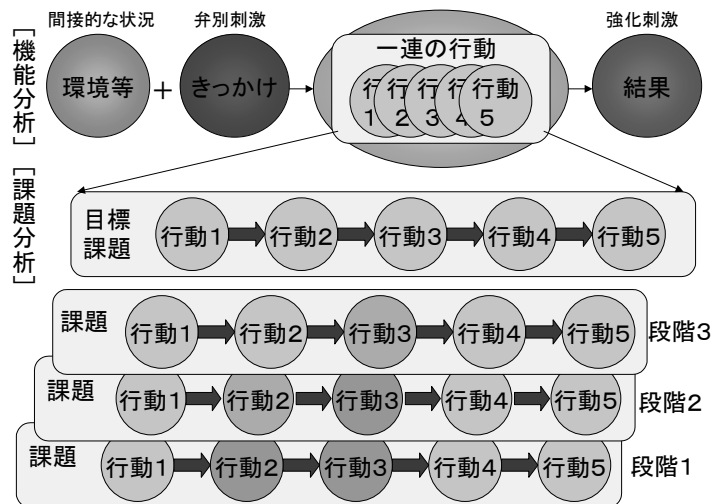 間接的な状況
弁別刺激
強化刺激
[機能分析]
環境等
+
きっかけ
一連の行動
行1
行2
行3
行4
行動5
結果
[課題分析]
目標課題
行動1
行動2
行動3
行動4
行動5
課題
行動1
行動2
行動3
行動4
行動5
段階3
課題
行動1
行動2
行動3
行動4
行動5
段階2
課題
行動1
行動2
行動3
行動4
行動5
段階1